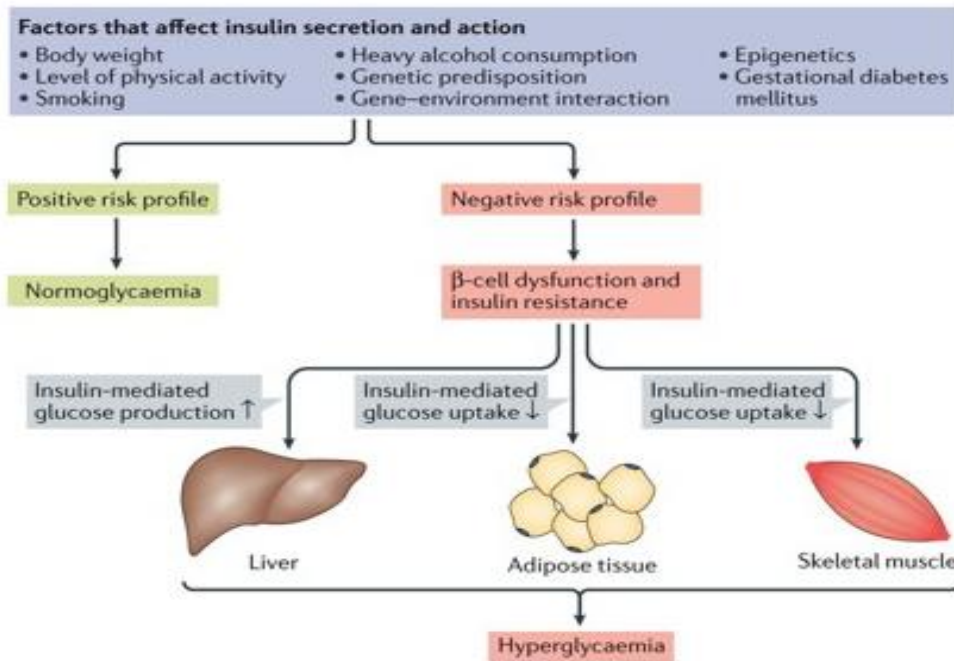 Factors that affect insulin secretion and action
• Body weight
• Level of physical activity
• Smoking
• Heavy alcohol consumption
• Genetic predisposition
• Gene–environment interaction
• Epigenetics
• Gestational diabetes
mellitus
Positive risk profile
Negative risk profile
Normoglycaemia
β-cell dysfunction and
insulin resistance
Insulin-mediated
glucose production ↑
Insulin-mediated
glucose uptake ↓
Insulin-mediated
glucose uptake ↓
Liver
Adipose tissue
Skeletal muscle
Hyperglycaemia